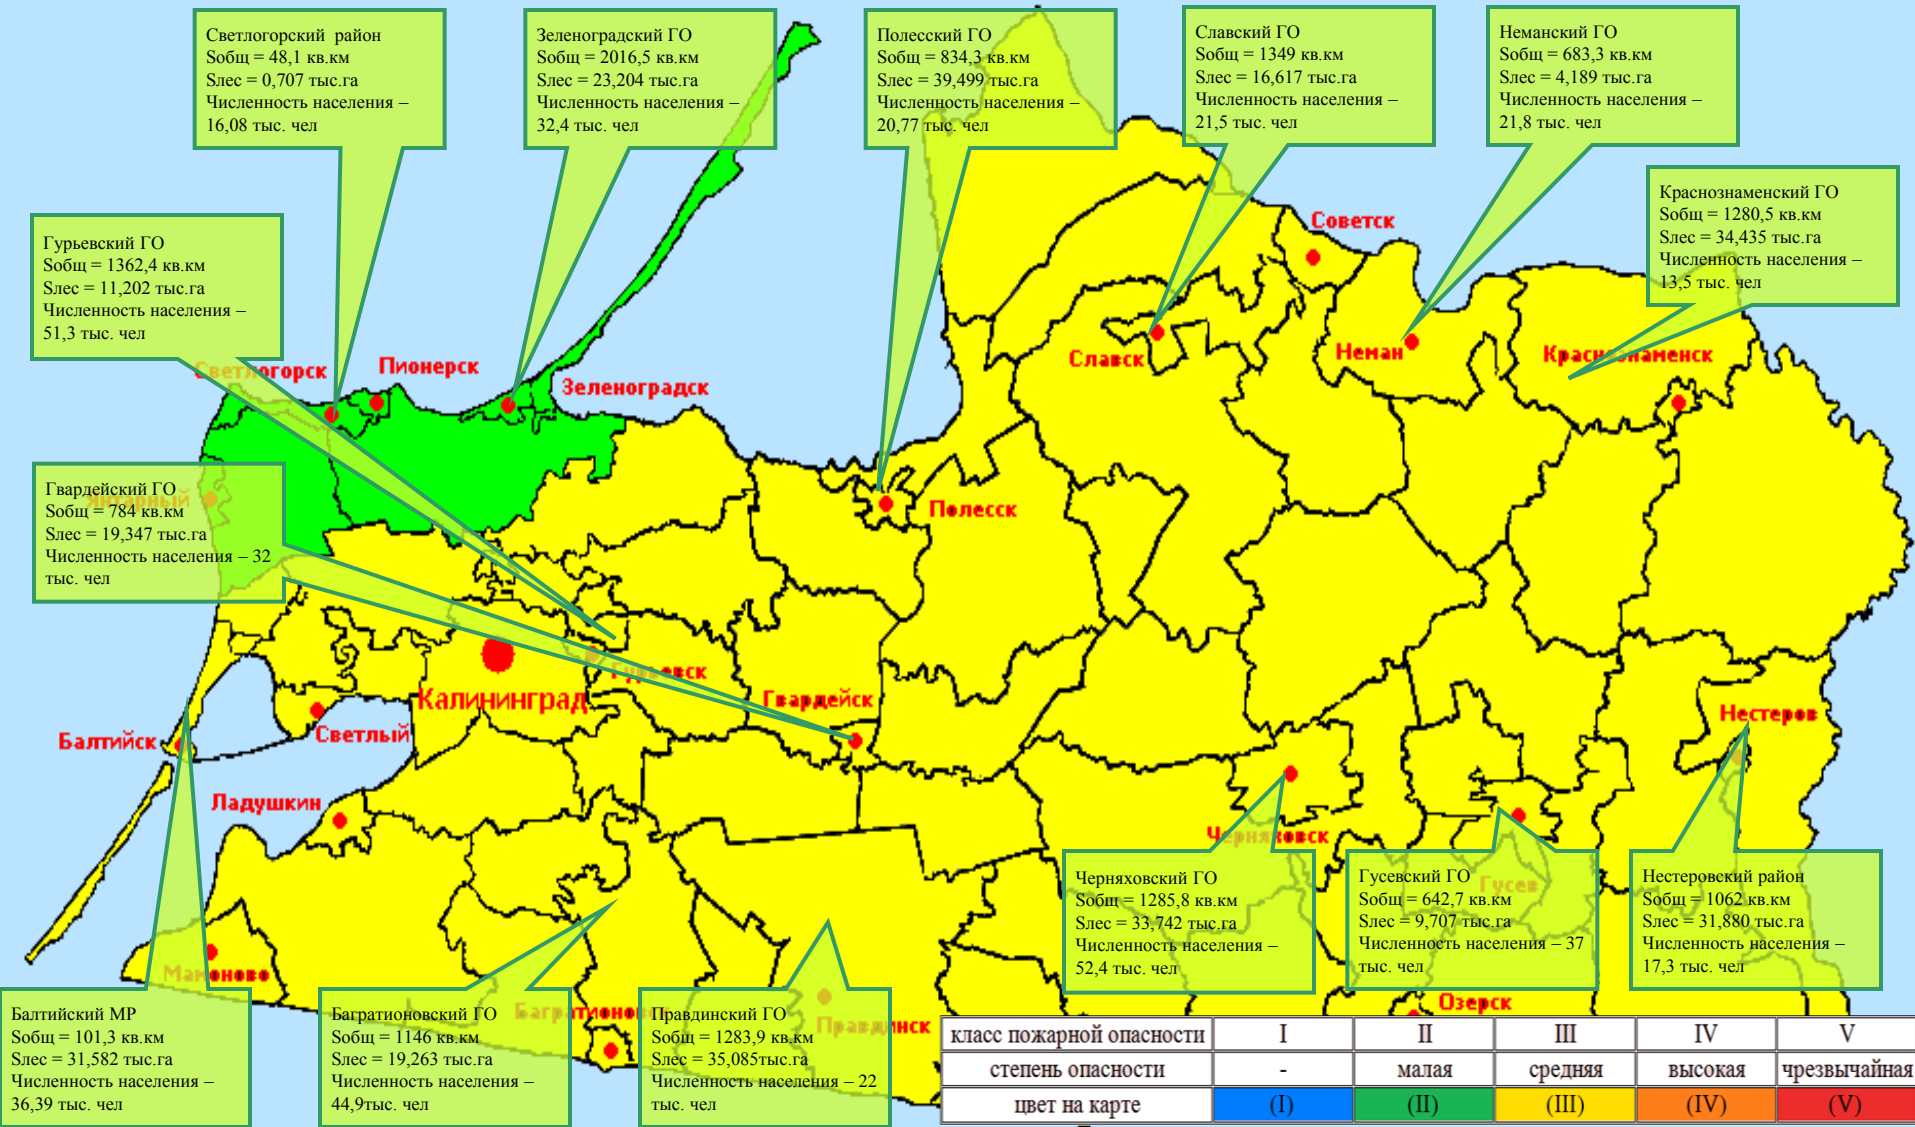 Светлогорский район
Sобщ = 48,1 кв.км
Sлес = 0,707 тыс.га
Численность населения –
16,08 тыс. чел
Зеленоградский ГО
Sобщ = 2016,5 кв.км
Sлес = 23,204 тыс.га
Численность населения –
32,4 тыс. чел
Полесский ГО
Sобщ = 834,3 кв.км
Sлес = 39,499 тыс.га
Численность населения –
20,77 тыс. чел
Славский ГО
Sобщ = 1349 кв.км
Sлес = 16,617 тыс.га
Численность населения –
21,5 тыс. чел
Неманский ГО
Sобщ = 683,3 кв.км
Sлес = 4,189 тыс.га
Численность населения –
21,8 тыс. чел
Краснознаменский ГО
Sобщ = 1280,5 кв.км
Sлес = 34,435 тыс.га
Численность населения –
13,5 тыс. чел
Гурьевский ГО
Sобщ = 1362,4 кв.км
Sлес = 11,202 тыс.га
Численность населения –
51,3 тыс. чел
Советск
Светлогорск
Пионерск
Зеленоградск
Славск
Неман
Краснознаменск
Гвардейский ГО
Sобщ = 784 кв.км
Sлес = 19,347 тыс.га
Численность населения – 32
тыс. чел
Янтарный
Полесск
Гурьевск
Калининград
Гвардейск
Нестеров
Балтийск
Светлый
Ладушкин
Черняховск
Гусев
Мамоново
Багратионовск
Правдинск
Озерск
Черняховский ГО
Sобщ = 1285,8 кв.км
Sлес = 33,742 тыс.га
Численность населения –
52,4 тыс. чел
Гусевский ГО
Sобщ = 642,7 кв.км
Sлес = 9,707 тыс.га
Численность населения – 37
тыс. чел
Нестеровский район
Sобщ = 1062 кв.км
Sлес = 31,880 тыс.га
Численность населения –
17,3 тыс. чел
Балтийский МР
Sобщ = 101,3 кв.км
Sлес = 31,582 тыс.га
Численность населения –
36,39 тыс. чел
Багратионовский ГО
Sобщ = 1146 кв.км
Sлес = 19,263 тыс.га
Численность населения –
44,9тыс. чел
Правдинский ГО
Sобщ = 1283,9 кв.км
Sлес = 35,085тыс.га
Численность населения – 22
тыс. чел
класс пожарной опасности I II III IV V
степень опасности - малая средняя высокая чрезвычайная
цвет на карте (I) (II) (III) (IV) (V)